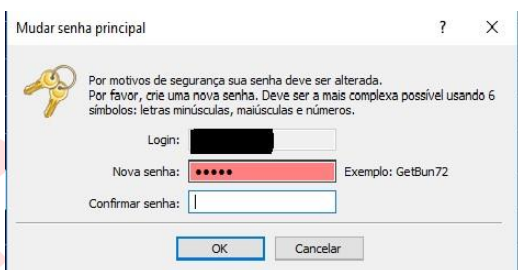 Mudar senha principal
Por motivos de segurança sua senha deve ser alterada.
Por favor, crie uma nova senha. Deve ser a mais complexa possível usando 6
símbolos: letras minúsculas, maiúsculas e números.
Login:
Nova senha: ●●●●● Exemplo: GetBun72
Confirmar senha:
OK Cancelar